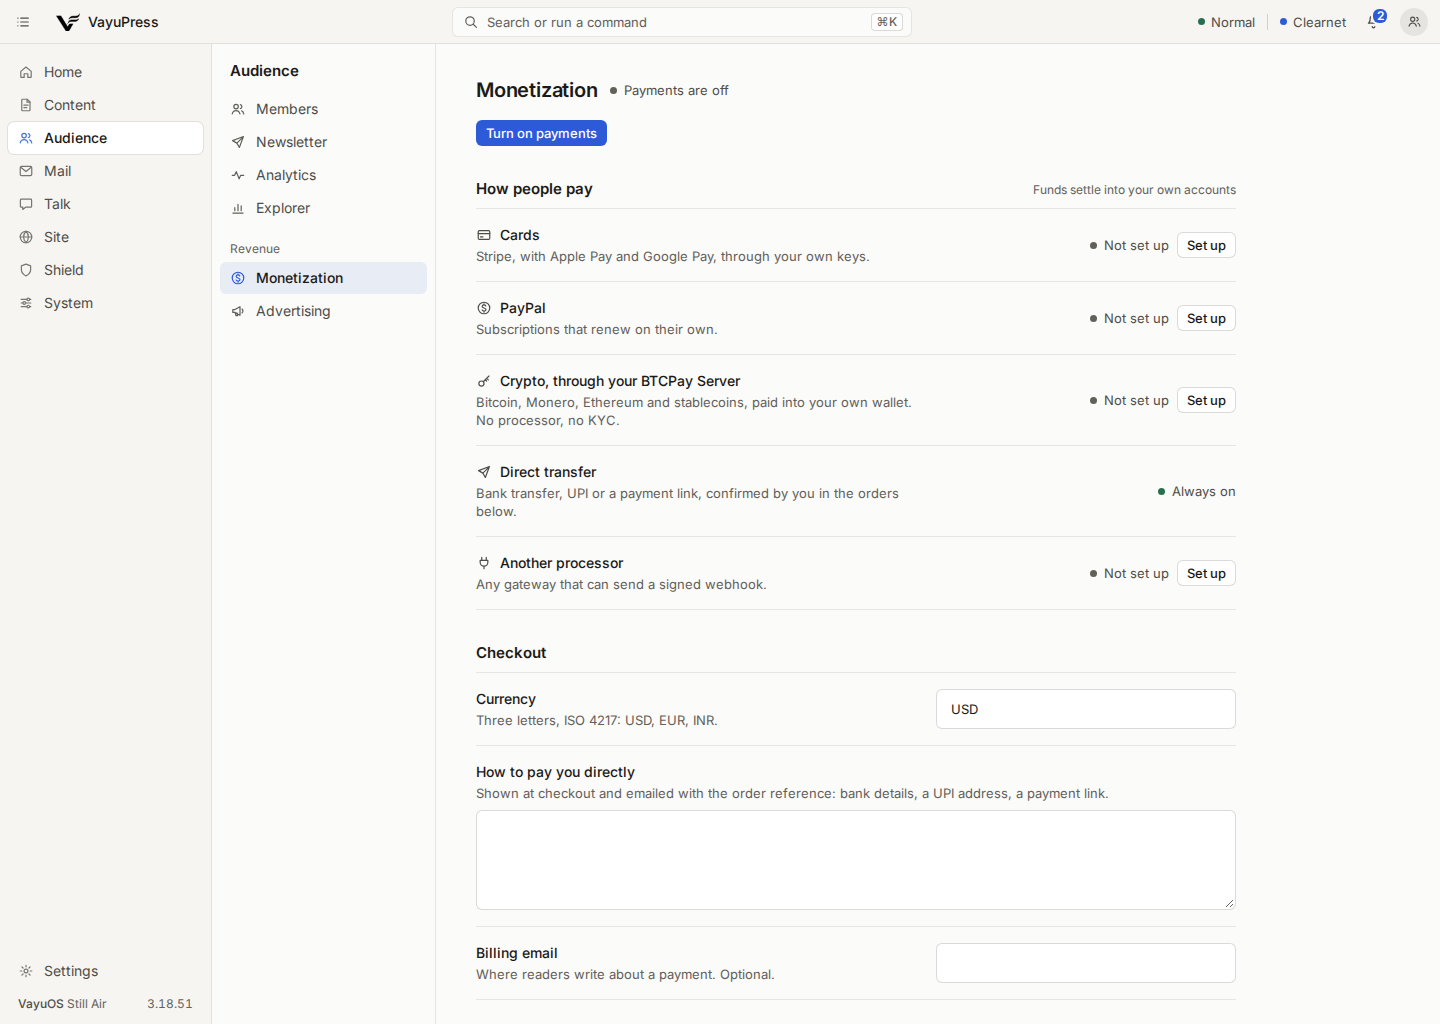 VayuPress
Search or run a command
⌘K
Normal
Clearnet
2
Home
Content
Audience
Mail
Talk
Site
Shield
System
Settings
VayuOS Still Air
3.18.51
Audience
Members
Newsletter
Analytics
Explorer
Revenue
Monetization
Advertising
Monetization
Payments are off
Turn on payments
How people pay
Funds settle into your own accounts
Cards
Stripe, with Apple Pay and Google Pay, through your own keys.
Not set up
Set up
PayPal
Subscriptions that renew on their own.
Not set up
Set up
Crypto, through your BTCPay Server
Bitcoin, Monero, Ethereum and stablecoins, paid into your own wallet.
No processor, no KYC.
Not set up
Set up
Direct transfer
Bank transfer, UPI or a payment link, confirmed by you in the orders
below.
Always on
Another processor
Any gateway that can send a signed webhook.
Not set up
Set up
Checkout
Currency
Three letters, ISO 4217: USD, EUR, INR.
USD
How to pay you directly
Shown at checkout and emailed with the order reference: bank details, a UPI address, a payment link.
Billing email
Where readers write about a payment. Optional.